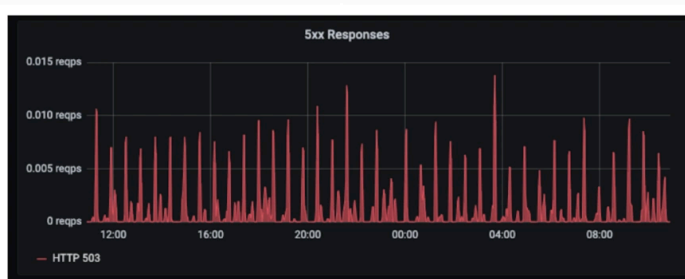 5xx Responses
0.015 reqps
0.010 reqps
0.005 reqps
0 reqps
12:00 16:00 20:00 00:00 04:00 08:00
HTTP 503